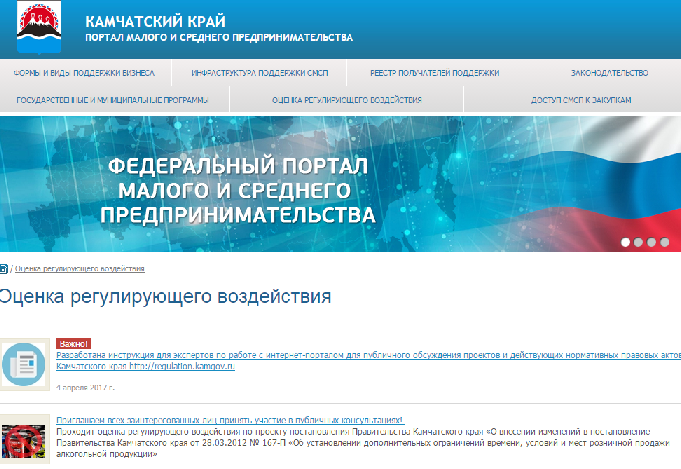 КАМЧАТСКИЙ КРАЙ
ПОРТАЛ МАЛОГО И СРЕДНЕГО ПРЕДПРИНИМАТЕЛЬСТВА
ФОРМЫ И ВИДЫ ПОДДЕРЖКИ БИЗНЕСА ИНФРАСТРУКТУРА ПОДДЕРЖКИ СМСП РЕЕСТР ПОЛУЧАТЕЛЕЙ ПОДДЕРЖКИ ЗАКОНОДАТЕЛЬСТВО
ГОСУДАРСТВЕННЫЕ И МУНИЦИПАЛЬНЫЕ ПРОГРАММЫ ОЦЕНКА РЕГУЛИРУЮЩЕГО ВОЗДЕЙСТВИЯ ДОСТУП СМСП К ЗАКУПКАМ
ФЕДЕРАЛЬНЫЙ ПОРТАЛ
МАЛОГО И СРЕДНЕГО
ПРЕДПРИНИМАТЕЛЬСТВА
/ Оценка регулирующего воздействия
Оценка регулирующего воздействия
Важно!
Разработана инструкция для экспертов по работе с интернет-порталом для публичного обсуждения проектов и действующих нормативных правовых актов
Камчатского края http://regulation.kamgov.ru
4 апреля 2017 г.
Приглашаем всех заинтересованных лиц принять участие в публичных консультациях!
Проходит оценка регулирующего воздействия по проекту постановления Правительства Камчатского края «О внесении изменений в постановление
Правительства Камчатского края от 28.03.2012 № 167-П «Об установлении дополнительных ограничений времени, условий и мест розничной продажи
алкогольной продукции»